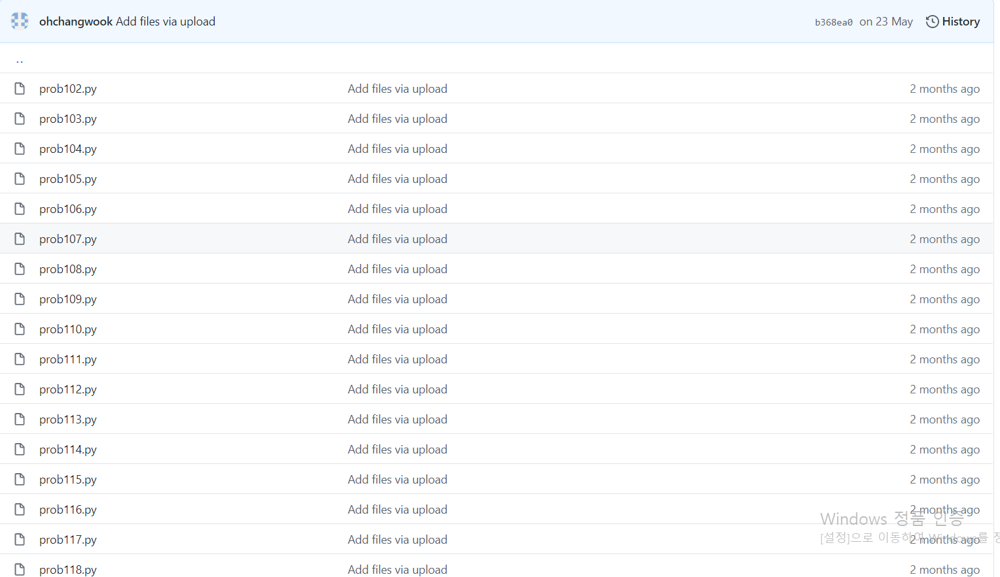 ohchangwook Add files via upload b368ea0 on 23 May History
..
prob102.py Add files via upload 2 months ago
prob103.py Add files via upload 2 months ago
prob104.py Add files via upload 2 months ago
prob105.py Add files via upload 2 months ago
prob106.py Add files via upload 2 months ago
prob107.py Add files via upload 2 months ago
prob108.py Add files via upload 2 months ago
prob109.py Add files via upload 2 months ago
prob110.py Add files via upload 2 months ago
prob111.py Add files via upload 2 months ago
prob112.py Add files via upload 2 months ago
prob113.py Add files via upload 2 months ago
prob114.py Add files via upload 2 months ago
prob115.py Add files via upload 2 months ago
prob116.py Add files via upload 2 months ago
Windows 정품 인증
prob117.py Add files via upload 2 months ago
[설정]으로 이동하여 Windows를 정
prob118.py Add files via upload 2 months ago